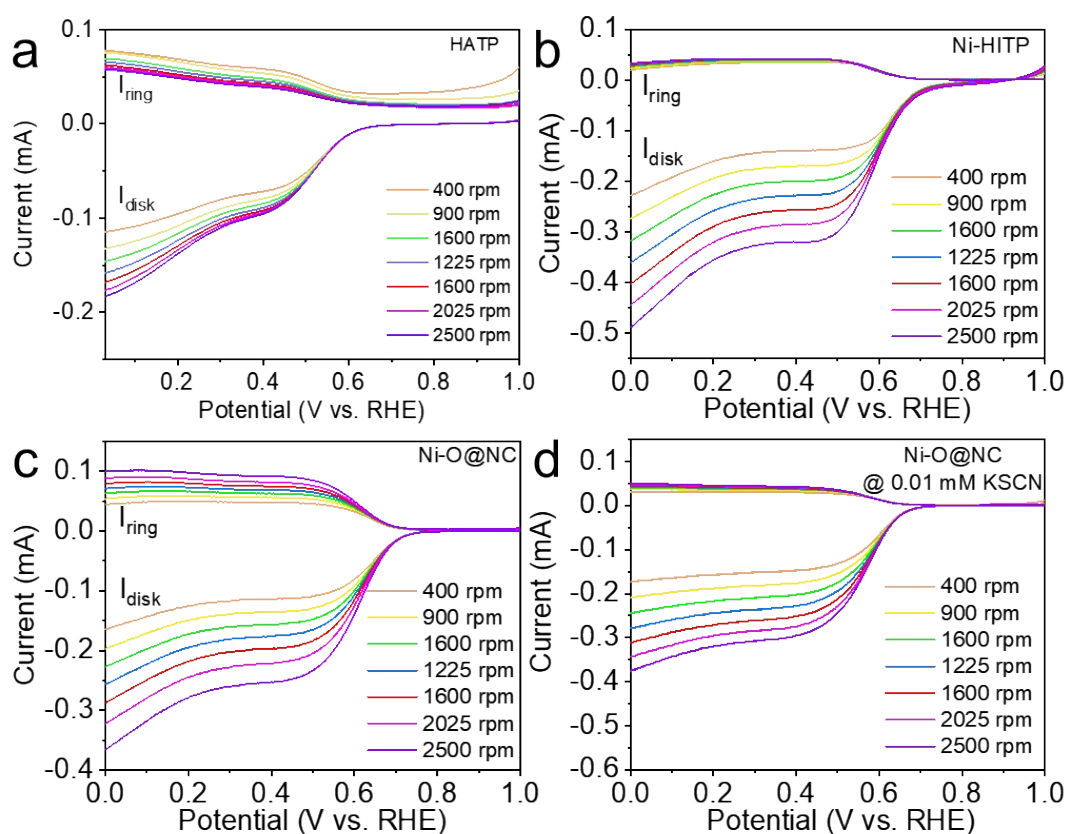 a
HATP
I_ring
I_disk
400 rpm
900 rpm
1600 rpm
1225 rpm
1600 rpm
2025 rpm
2500 rpm
0.1
0.0
-0.1
-0.2
Current (mA)
0.2 0.4 0.6 0.8 1.0
Potential (V vs. RHE)
b
Ni-HITP
I_ring
I_disk
400 rpm
900 rpm
1600 rpm
1225 rpm
1600 rpm
2025 rpm
2500 rpm
0.1
0.0
-0.1
-0.2
-0.3
-0.4
-0.5
Current (mA)
0.0 0.2 0.4 0.6 0.8 1.0
Potential (V vs. RHE)
c
Ni-O@NC
I_ring
I_disk
400 rpm
900 rpm
1600 rpm
1225 rpm
1600 rpm
2025 rpm
2500 rpm
0.1
0.0
-0.1
-0.2
-0.3
-0.4
Current (mA)
0.0 0.2 0.4 0.6 0.8 1.0
Potential (V vs. RHE)
d
Ni-O@NC
@ 0.01 mM KSCN
400 rpm
900 rpm
1600 rpm
1225 rpm
1600 rpm
2025 rpm
2500 rpm
0.1
0.0
-0.1
-0.2
-0.3
-0.4
-0.5
-0.6
Current (mA)
0.0 0.2 0.4 0.6 0.8 1.0
Potential (V vs. RHE)